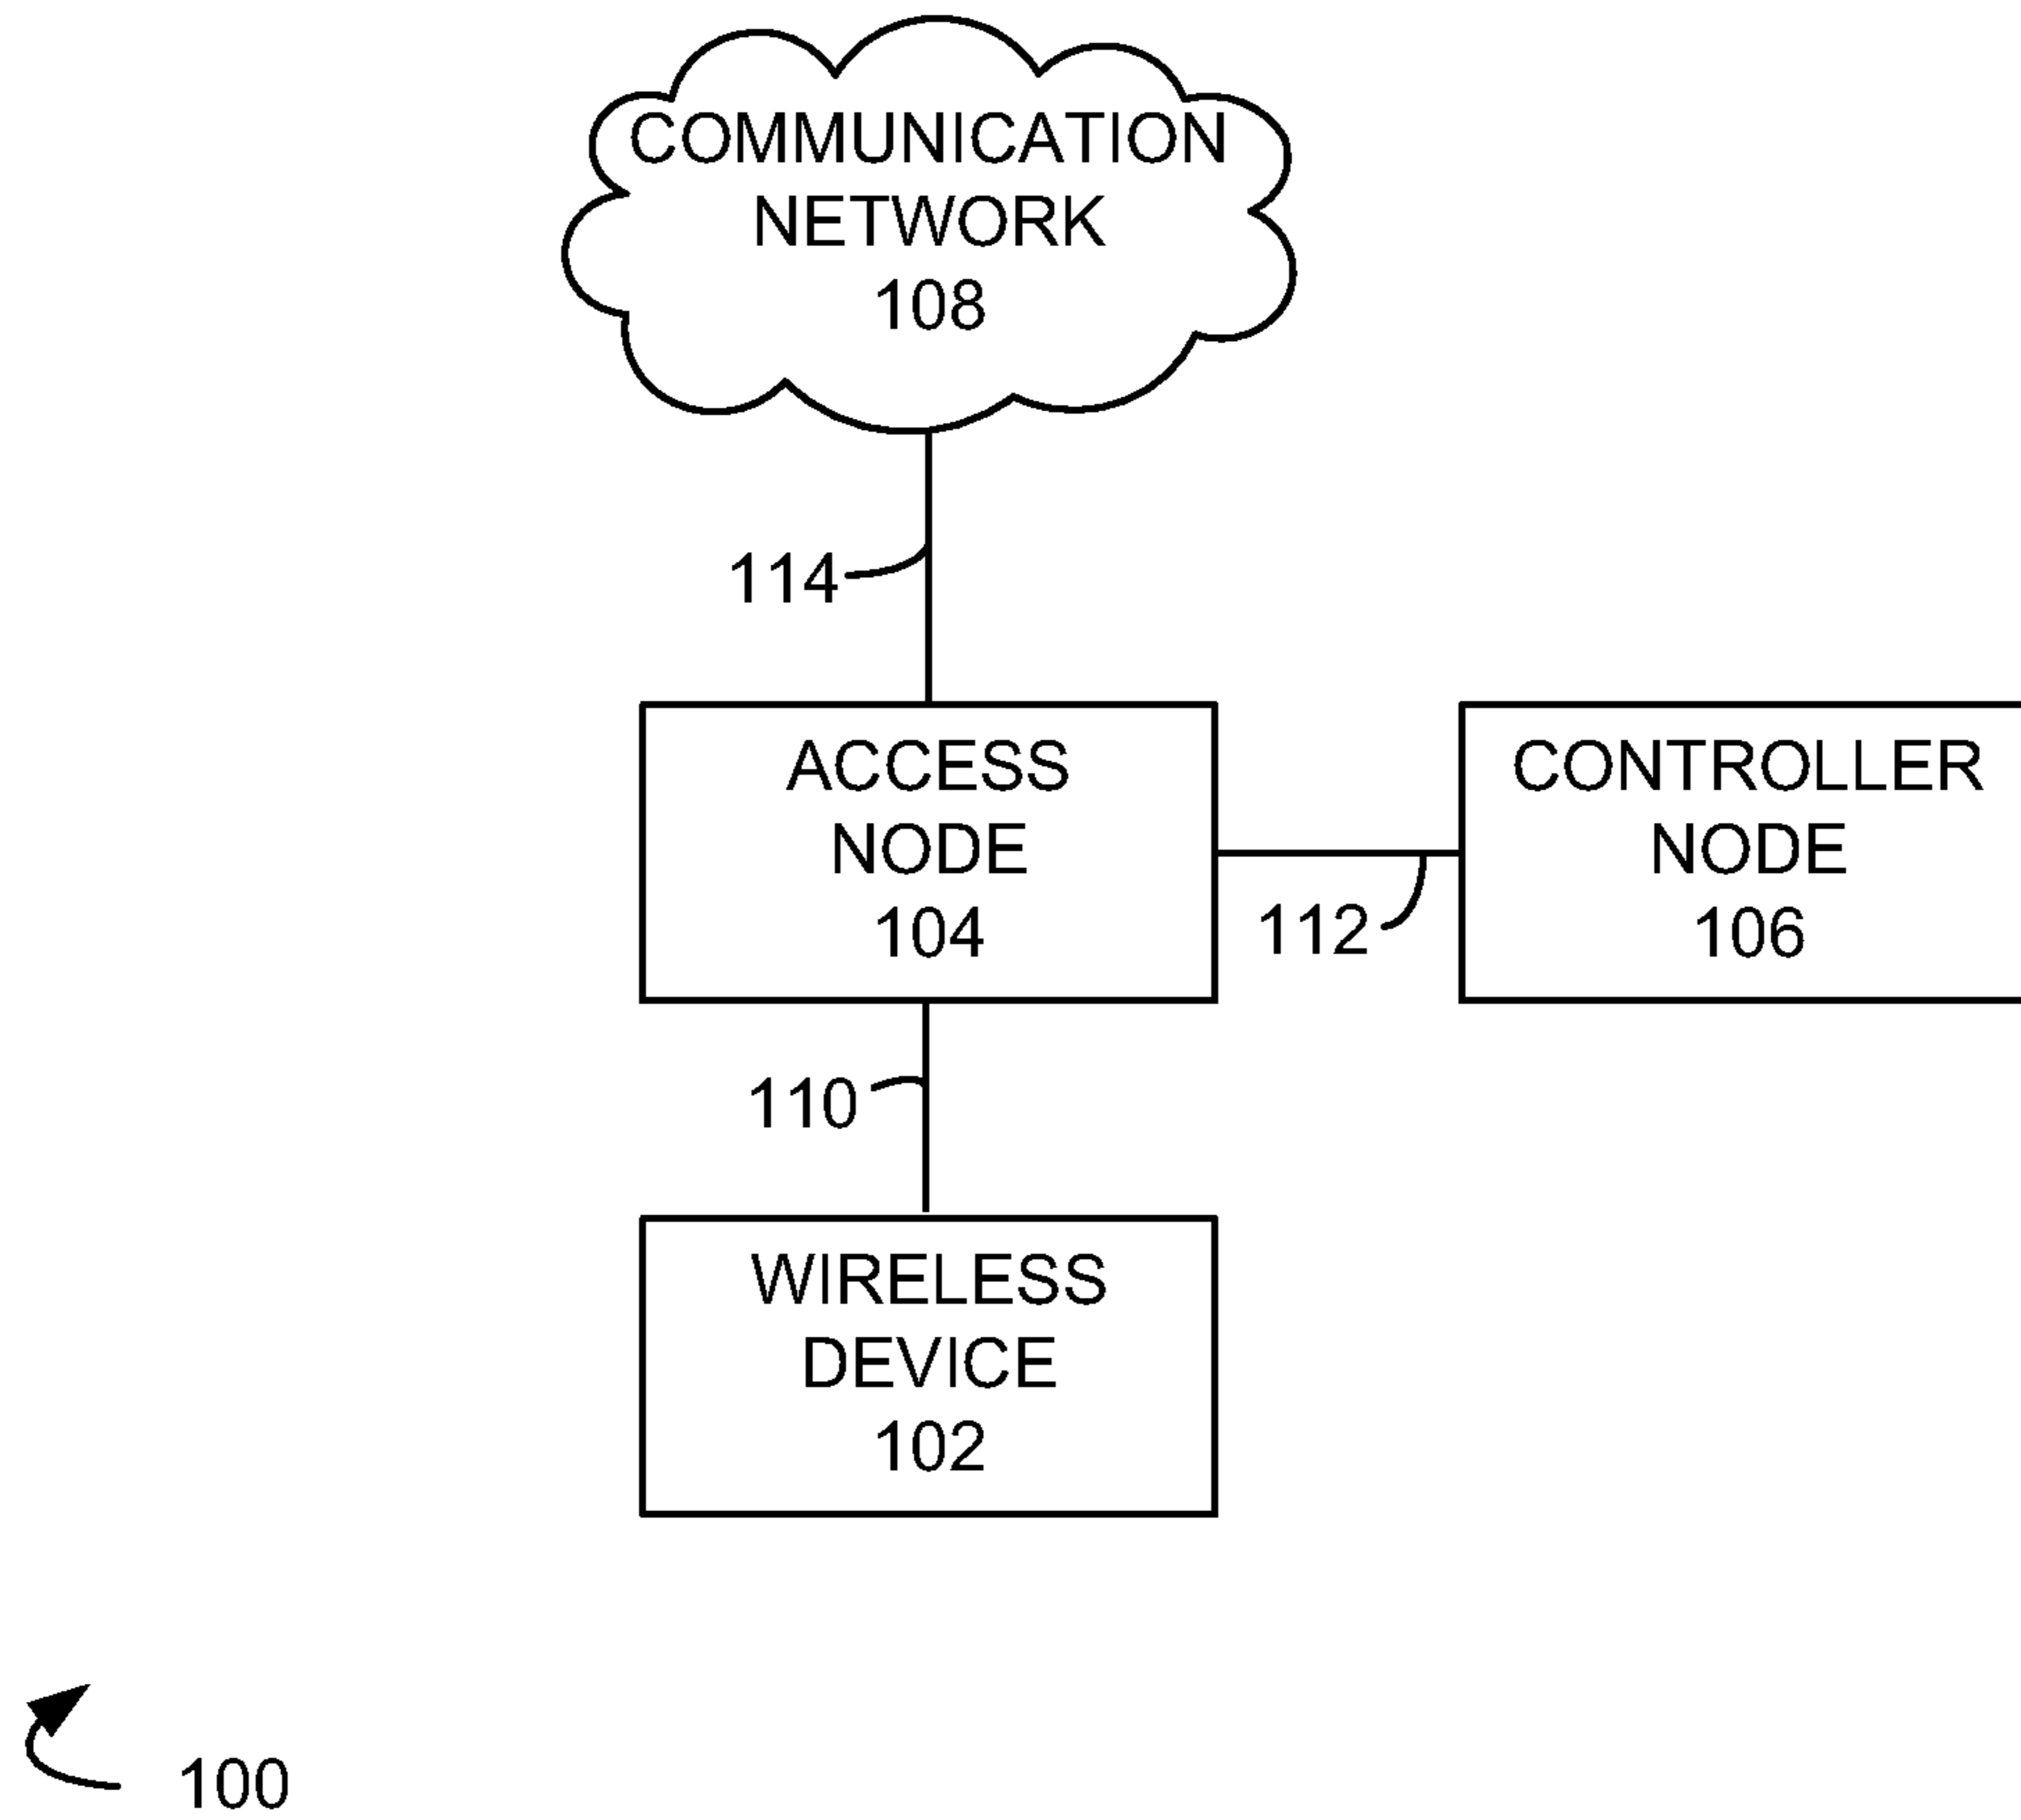 COMMUNICATION
NETWORK
108
114
ACCESS
NODE
104
CONTROLLER
NODE
106
112
110
WIRELESS
DEVICE
102
100